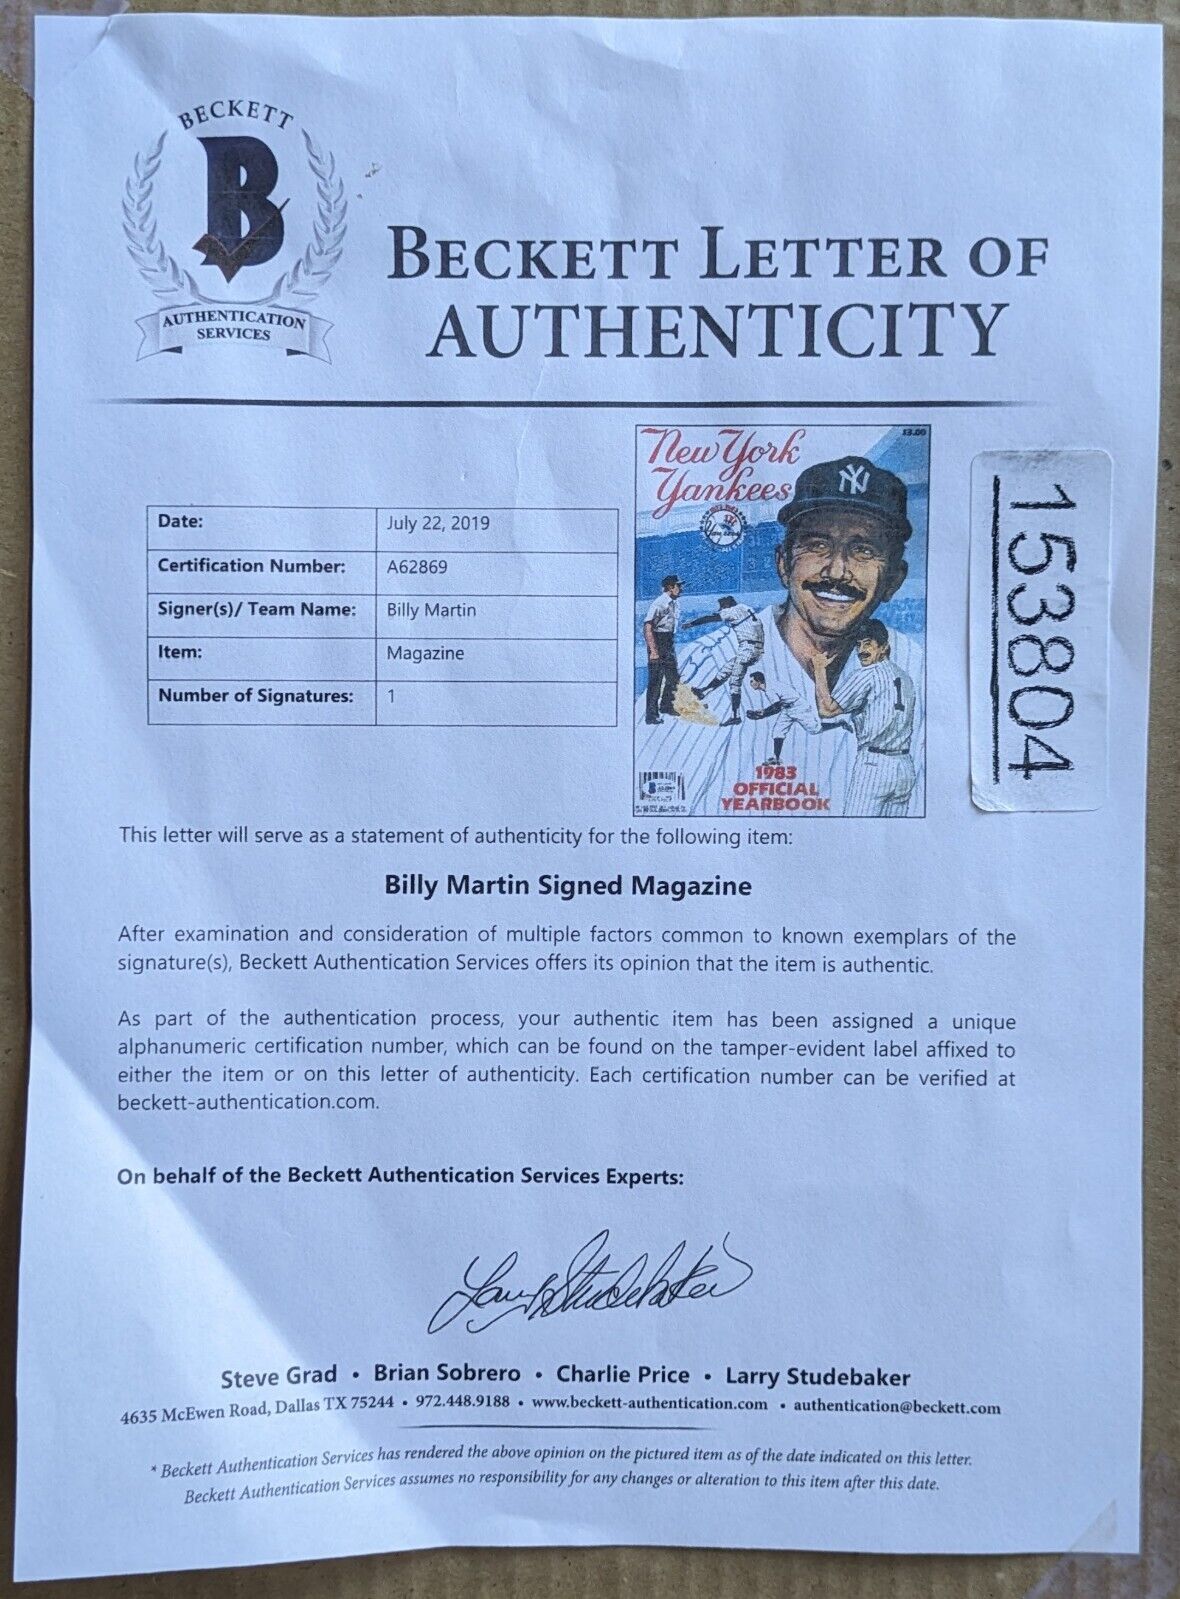 BECKETT
B
AUTHENTICATION
SERVICES
BECKETT LETTER OF
AUTHENTICITY
Date: July 22, 2019
Certification Number: A62869
Signer(s)/ Team Name: Billy Martin
Item: Magazine
Number of Signatures: 1
New York
Yankees
$3.00
NY
1
1983
OFFICIAL
YEARBOOK
153804
This letter will serve as a statement of authenticity for the following item:
Billy Martin Signed Magazine
After examination and consideration of multiple factors common to known exemplars of the
signature(s), Beckett Authentication Services offers its opinion that the item is authentic.
As part of the authentication process, your authentic item has been assigned a unique
alphanumeric certification number, which can be found on the tamper-evident label affixed to
either the item or on this letter of authenticity. Each certification number can be verified at
beckett-authentication.com.
On behalf of the Beckett Authentication Services Experts:
Larry Studebaker
Steve Grad • Brian Sobrero • Charlie Price • Larry Studebaker
4635 McEwen Road, Dallas TX 75244 • 972.448.9188 • www.beckett-authentication.com • authentication@beckett.com
* Beckett Authentication Services has rendered the above opinion on the pictured item as of the date indicated on this letter.
Beckett Authentication Services assumes no responsibility for any changes or alteration to this item after this date.